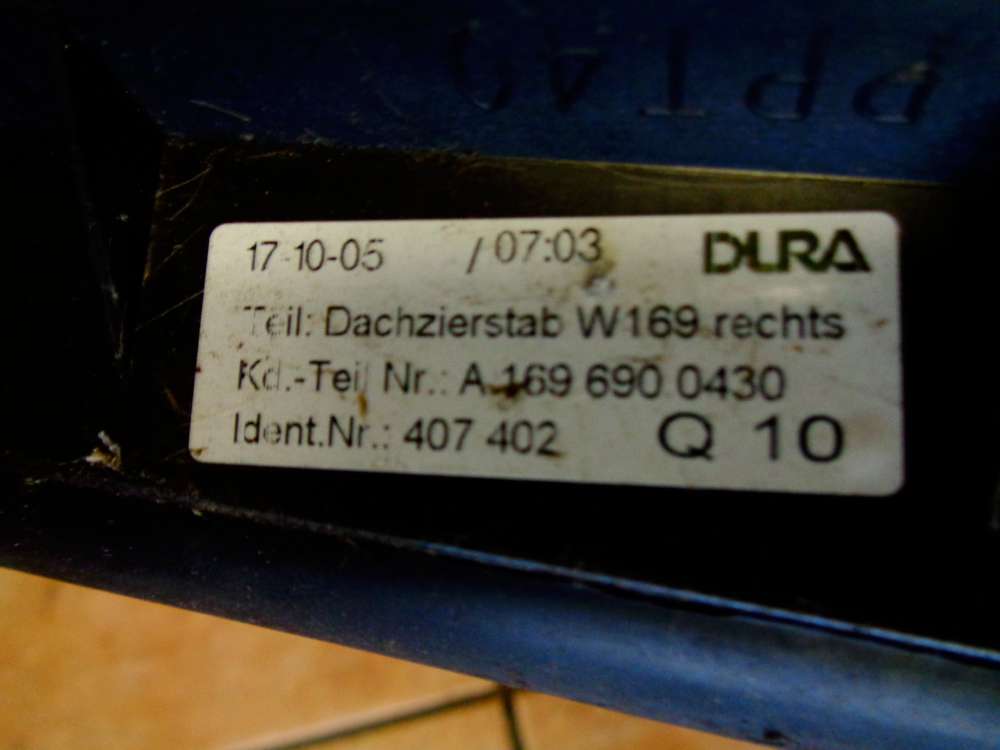 17-10-05 / 07:03 DURA
Teil: Dachzierstab W169 rechts
Kd.-Teil Nr.: A 169 690 0430
Ident.Nr.: 407 402 Q 10